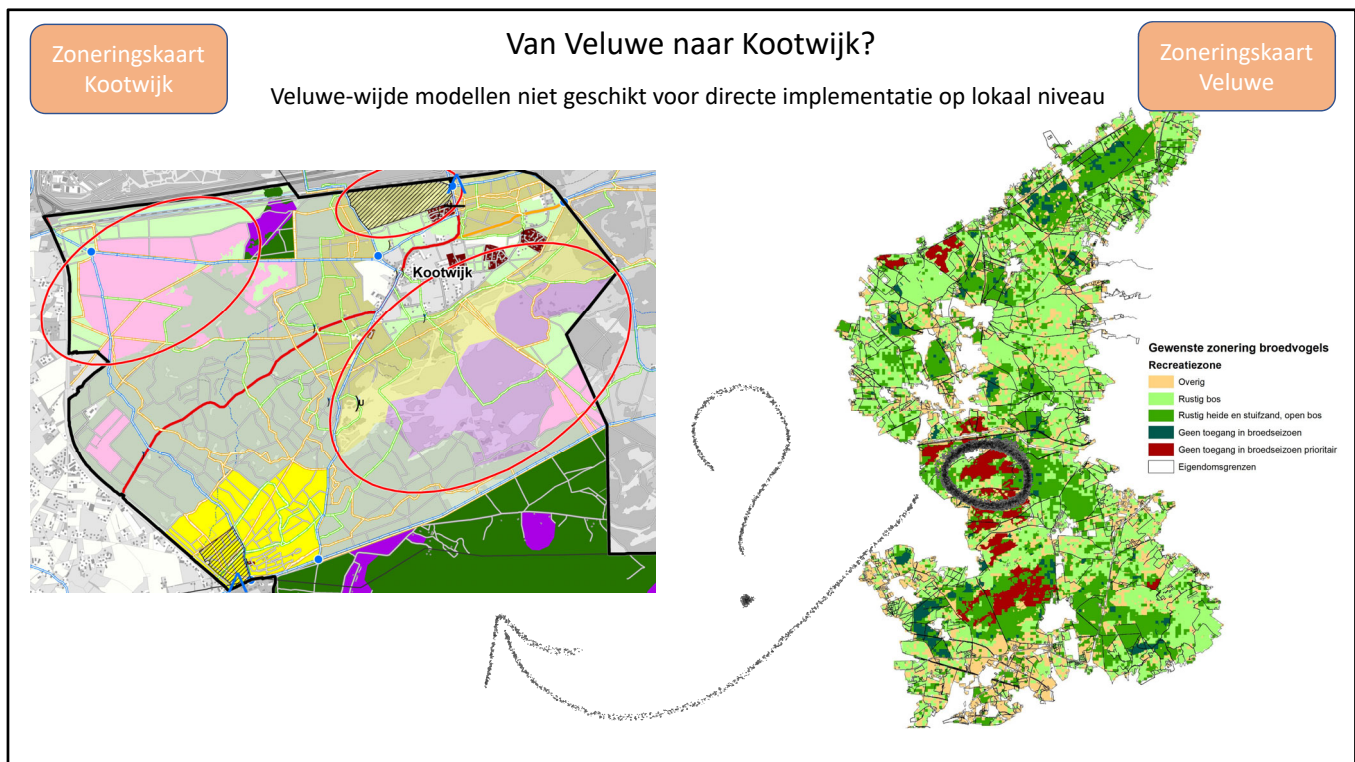 Zoneringskaart
Kootwijk
Van Veluwe naar Kootwijk?
Veluwe-wijde modellen niet geschikt voor directe implementatie op lokaal niveau
Zoneringskaart
Veluwe
Kootwijk
Gewenste zonering broedvogels
Recreatiezone
Overig
Rustig bos
Rustig heide en stuifzand, open bos
Geen toegang in broedseizoen
Geen toegang in broedseizoen prioritair
Eigendomsgrenzen
?